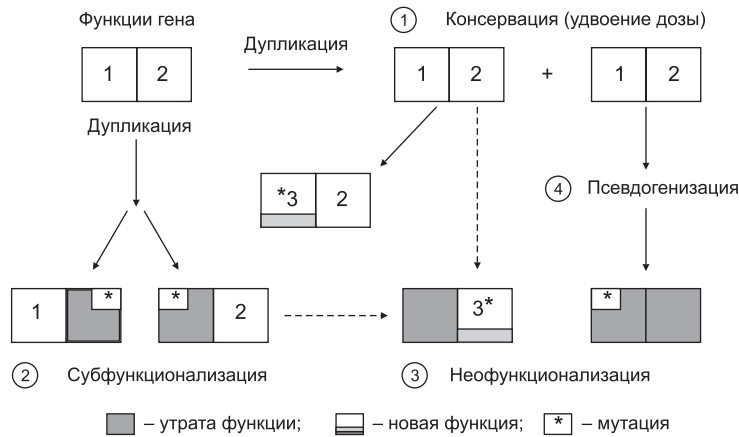 Функции гена
Дупликация
① Консервация (удвоение дозы)
1 2
1 2 + 1 2
Дупликация
*3 2
④ Псевдогенизация
1 *
* 2
3*
*
② Субфункционализация
③ Неофункционализация
– утрата функции; – новая функция; * – мутация